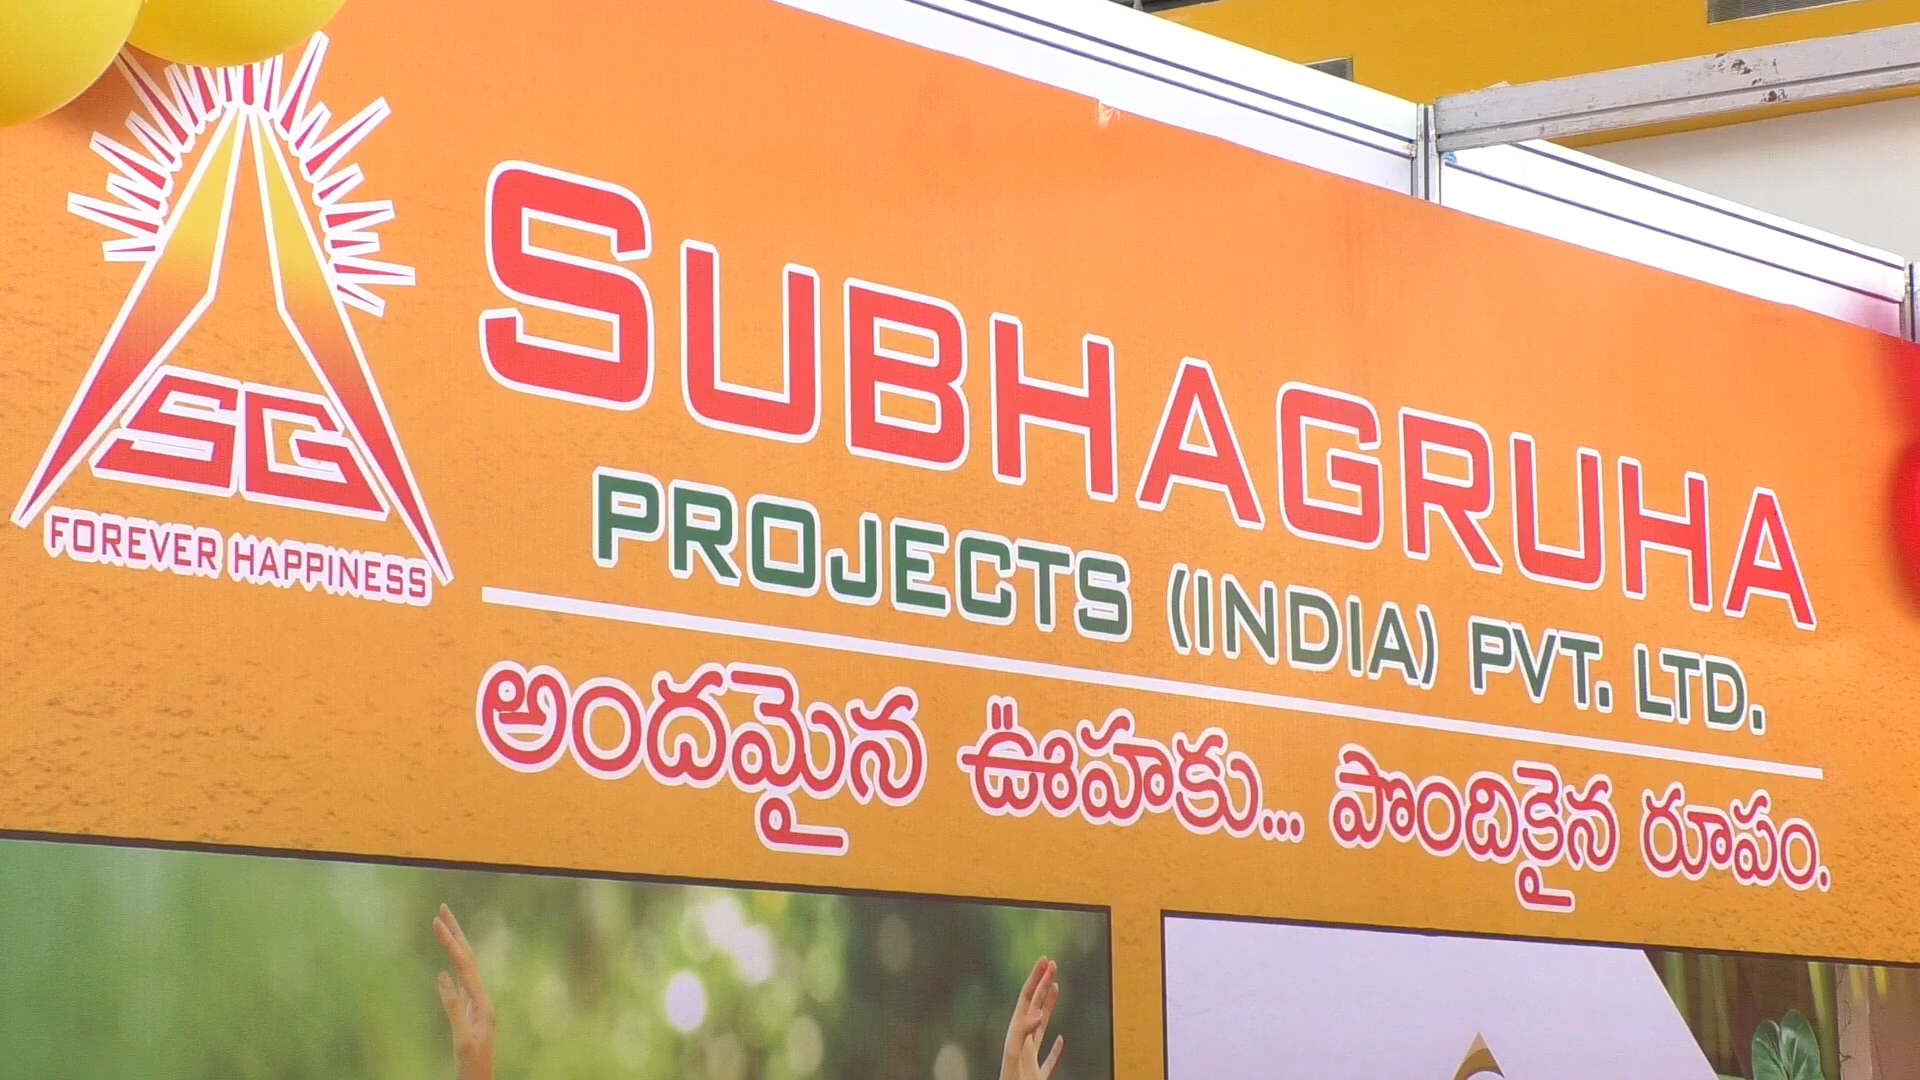 SG
FOREVER HAPPINESS
SUBHAGRUHA
PROJECTS (INDIA) PVT. LTD.
అందమైన ఊహకు... పొందికైన రూపం.